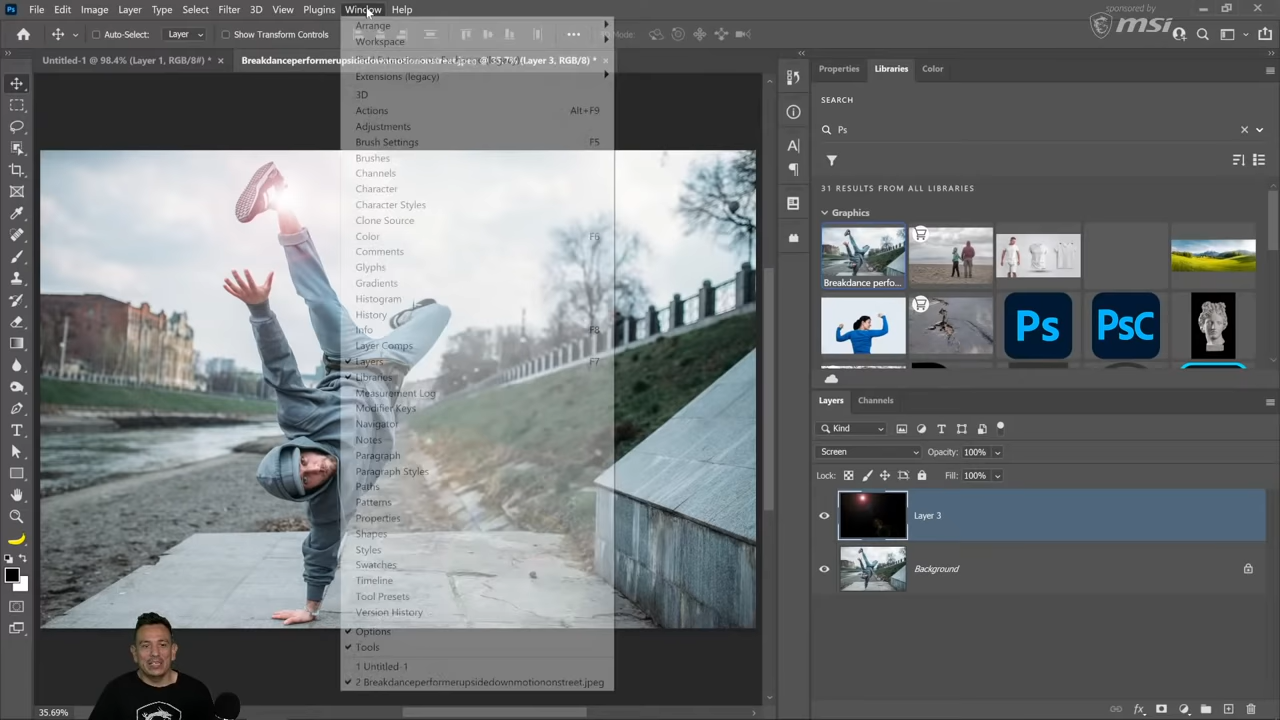 Ps File Edit Image Layer Type Select Filter 3D View Plugins Window Help
sponsored by
msi
Auto-Select: Layer Show Transform Controls
Untitled-1 @ 98.4% (Layer 1, RGB/8#) *
@ 35.7% (Layer 3, RGB/8) *
Arrange
Workspace
Extensions (legacy)
3D
Actions Alt+F9
Adjustments
Brush Settings F5
Brushes
Channels
Character
Character Styles
Clone Source
Color F6
Comments
Glyphs
Gradients
Histogram
History
Info F8
Layer Comps
Layers F7
Libraries
Measurement Log
Modifier Keys
Navigator
Notes
Paragraph
Paragraph Styles
Paths
Patterns
Properties
Shapes
Styles
Swatches
Timeline
Tool Presets
Version History
Options
Tools
1 Untitled-1
2 Breakdanceperformerupsidedownmotiononstreet.jpeg
35.69%
Properties Libraries Color
SEARCH
Ps
31 RESULTS FROM ALL LIBRARIES
Graphics
Breakdance perfo...
Ps PsC
Layers Channels
Kind
Screen Opacity: 100%
Lock: Fill: 100%
Layer 3
Background